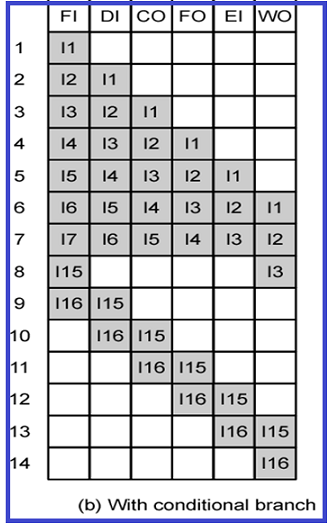 FI DI CO FO EI WO
1 I1
2 I2 I1
3 I3 I2 I1
4 I4 I3 I2 I1
5 I5 I4 I3 I2 I1
6 I6 I5 I4 I3 I2 I1
7 I7 I6 I5 I4 I3 I2
8 I15 I3
9 I16 I15
10 I16 I15
11 I16 I15
12 I16 I15
13 I16 I15
14 I16
(b) With conditional branch